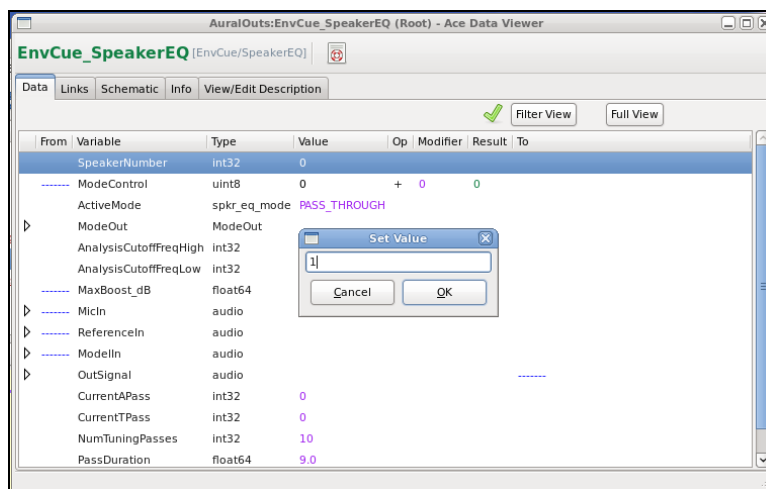 AuralOuts:EnvCue_SpeakerEQ (Root) - Ace Data Viewer
EnvCue_SpeakerEQ [EnvCue/SpeakerEQ]
Data Links Schematic Info View/Edit Description
Filter View Full View
From Variable Type Value Op Modifier Result To
SpeakerNumber int32 0
------- ModeControl uint8 0 + 0 0
ActiveMode spkr_eq_mode PASS_THROUGH
ModeOut ModeOut
AnalysisCutoffFreqHigh int32
AnalysisCutoffFreqLow int32
------- MaxBoost_dB float64
------- MicIn audio
------- ReferenceIn audio
------- ModelIn audio
OutSignal audio -------
CurrentAPass int32 0
CurrentTPass int32 0
NumTuningPasses int32 10
PassDuration float64 9.0
Set Value
1
Cancel OK